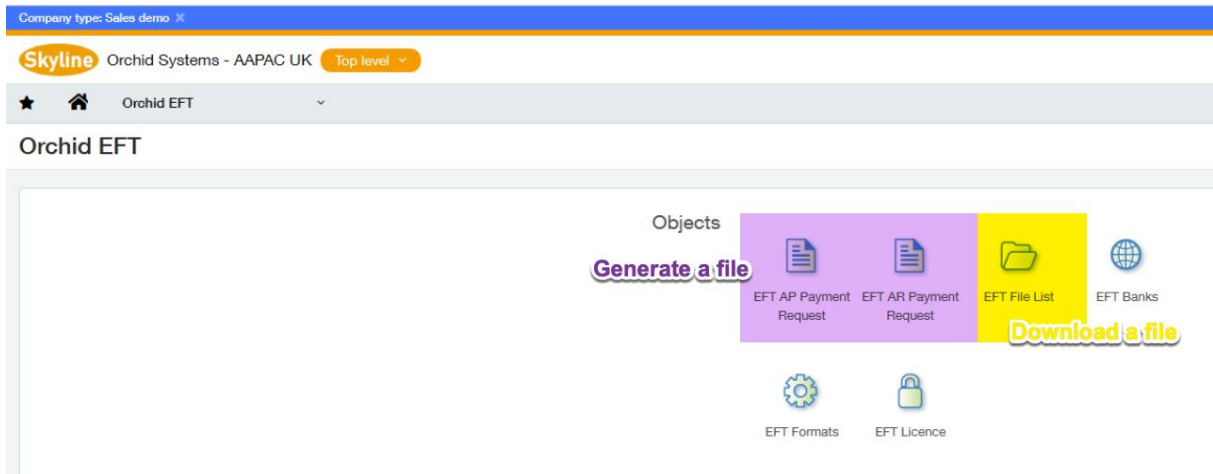 Company type: Sales demo ✕
Skyline Orchid Systems - AAPAC UK Top level
Orchid EFT
Orchid EFT
Objects
Generate a file
EFT AP Payment Request
EFT AR Payment Request
EFT File List
EFT Banks
Download a file
EFT Formats
EFT Licence